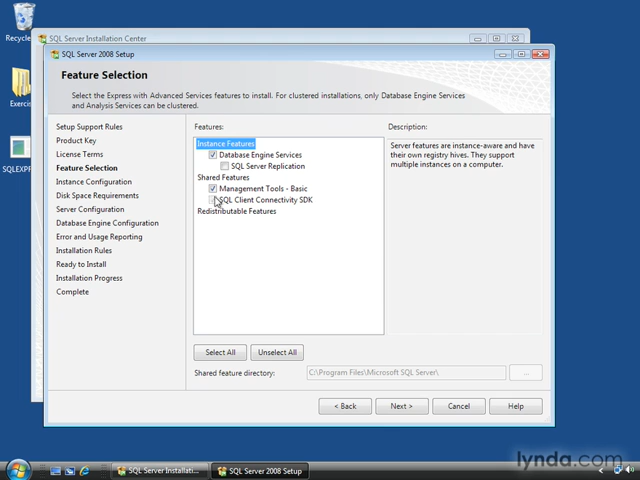 SQL Server Installation Center
SQL Server 2008 Setup
Feature Selection
Select the Express with Advanced Services features to install. For clustered installations, only Database Engine Services
and Analysis Services can be clustered.
Setup Support Rules
Product Key
License Terms
Feature Selection
Instance Configuration
Disk Space Requirements
Server Configuration
Database Engine Configuration
Error and Usage Reporting
Installation Rules
Ready to Install
Installation Progress
Complete
Features:
Instance Features
Database Engine Services
SQL Server Replication
Shared Features
Management Tools - Basic
SQL Client Connectivity SDK
Redistributable Features
Description:
Server features are instance-aware and
have their own registry hives. They support
multiple instances on a computer.
Select All
Unselect All
Shared feature directory:
C:\Program Files\Microsoft SQL Server\
...
< Back
Next >
Cancel
Help
Recycle
Exercis
SQLEXPR
SQL Server Installati...
SQL Server 2008 Setup
lynda.com